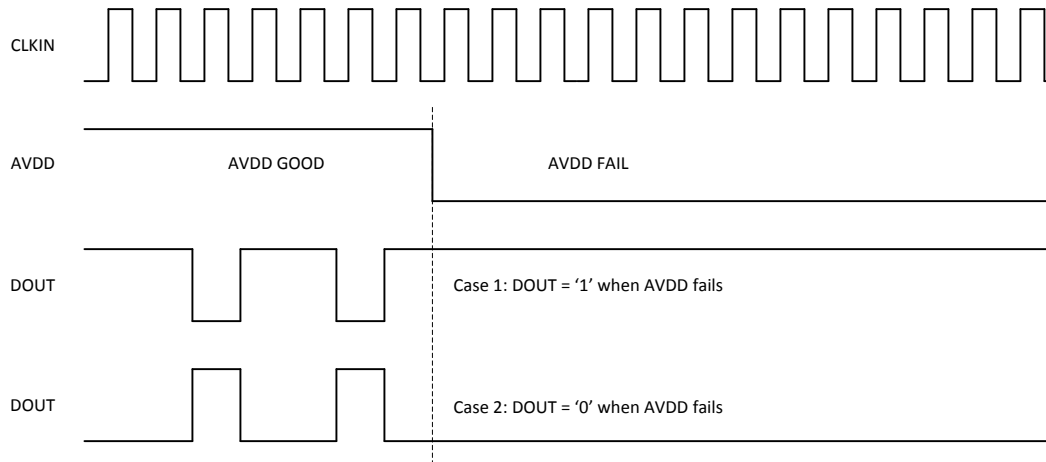 CLKIN
AVDD
AVDD GOOD
AVDD FAIL
DOUT
Case 1: DOUT = ‘1’ when AVDD fails
DOUT
Case 2: DOUT = ‘0’ when AVDD fails